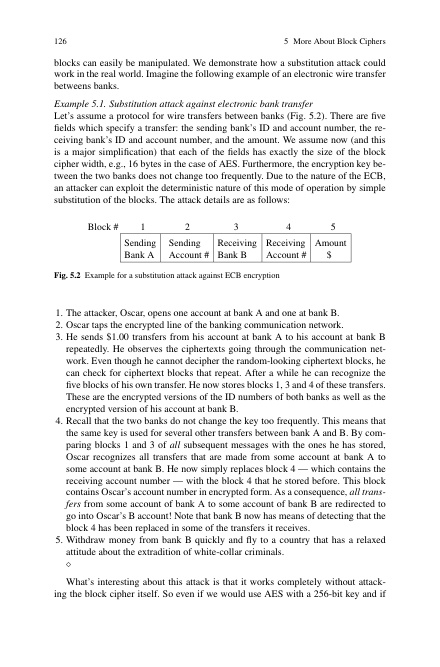 126
5 More About Block Ciphers
blocks can easily be manipulated. We demonstrate how a substitution attack could
work in the real world. Imagine the following example of an electronic wire transfer
betweens banks.
Example 5.1. Substitution attack against electronic bank transfer
Let's assume a protocol for wire transfers between banks (Fig. 5.2). There are five
fields which specify a transfer: the sending bank's ID and account number, the re-
ceiving bank's ID and account number, and the amount. We assume now (and this
is a major simplification) that each of the fields has exactly the size of the block
cipher width, e.g., 16 bytes in the case of AES. Furthermore, the encryption key be-
tween the two banks does not change too frequently. Due to the nature of the ECB,
an attacker can exploit the deterministic nature of this mode of operation by simple
substitution of the blocks. The attack details are as follows:
Block # 1 2 3 4 5
Sending Sending Receiving Receiving Amount
Bank A Account # Bank B Account # $
Fig. 5.2 Example for a substitution attack against ECB encryption
1. The attacker, Oscar, opens one account at bank A and one at bank B.
2. Oscar taps the encrypted line of the banking communication network.
3. He sends $1.00 transfers from his account at bank A to his account at bank B
repeatedly. He observes the ciphertexts going through the communication net-
work. Even though he cannot decipher the random-looking ciphertext blocks, he
can check for ciphertext blocks that repeat. After a while he can recognize the
five blocks of his own transfer. He now stores blocks 1, 3 and 4 of these transfers.
These are the encrypted versions of the ID numbers of both banks as well as the
encrypted version of his account at bank B.
4. Recall that the two banks do not change the key too frequently. This means that
the same key is used for several other transfers between bank A and B. By com-
paring blocks 1 and 3 of all subsequent messages with the ones he has stored,
Oscar recognizes all transfers that are made from some account at bank A to
some account at bank B. He now simply replaces block 4 — which contains the
receiving account number — with the block 4 that he stored before. This block
contains Oscar's account number in encrypted form. As a consequence, all trans-
fers from some account of bank A to some account of bank B are redirected to
go into Oscar's B account! Note that bank B now has means of detecting that the
block 4 has been replaced in some of the transfers it receives.
5. Withdraw money from bank B quickly and fly to a country that has a relaxed
attitude about the extradition of white-collar criminals.
⋄
What's interesting about this attack is that it works completely without attack-
ing the block cipher itself. So even if we would use AES with a 256-bit key and if